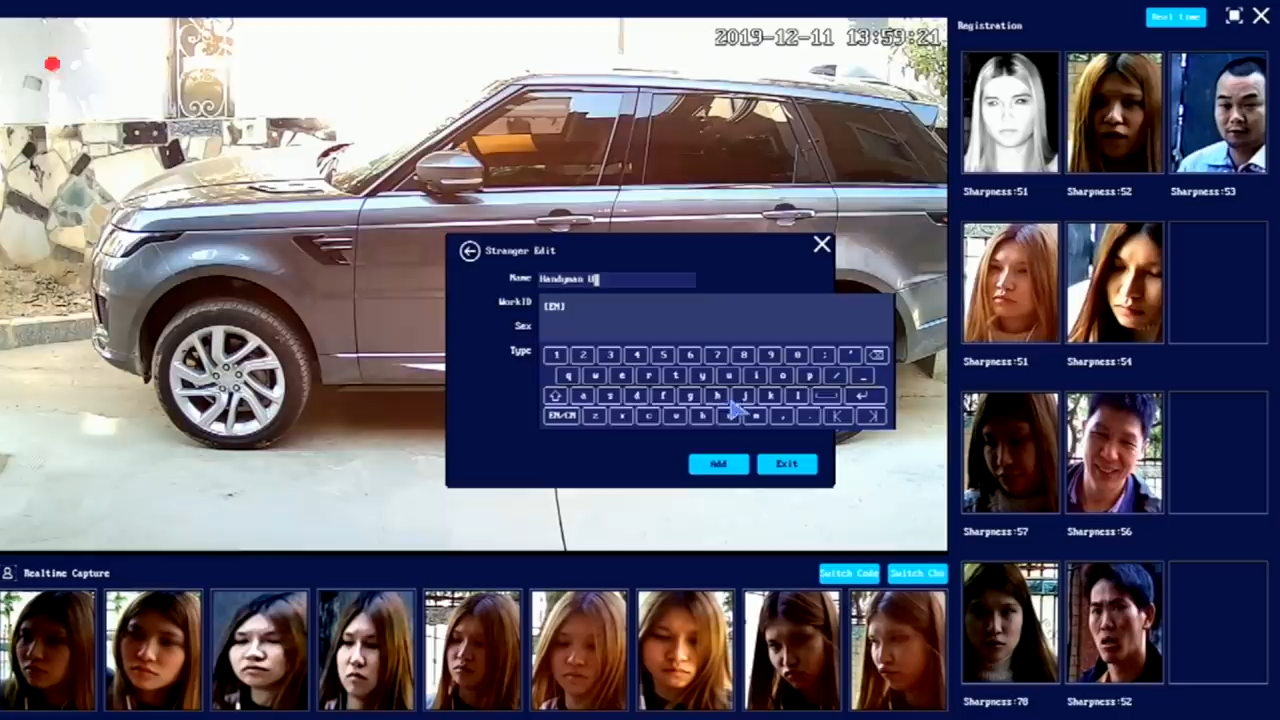 Real time
2019-12-11 13:59:21
Registration
Sharpness:51
Sharpness:52
Sharpness:53
Stranger Edit
Name
Handyman
WorkID
[EN]
Sex
Type
1 2 3 4 5 6 7 8 9 0 : '
q w e r t y u i o p / _
a s d f g h j k l
EN/CN z x c v b m , .
Add
Exit
Sharpness:51
Sharpness:54
Sharpness:57
Sharpness:56
Realtime Capture
Switch Code
Switch Chn
Sharpness:70
Sharpness:52